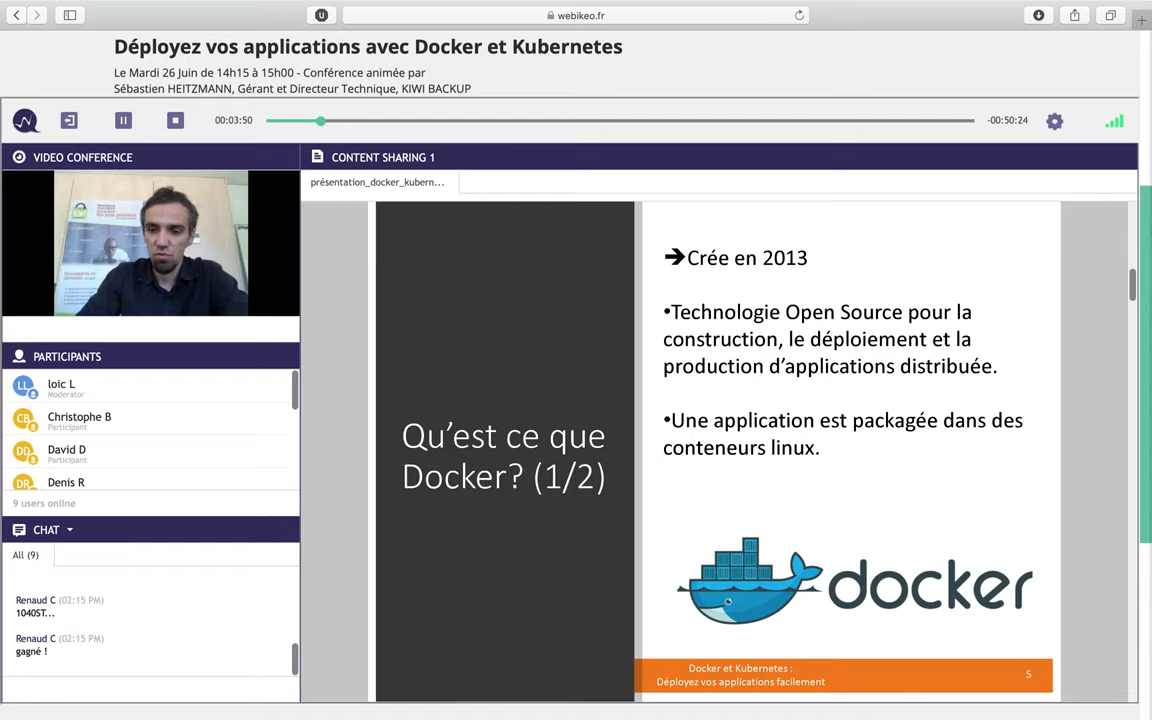 webikeo.fr
Déployez vos applications avec Docker et Kubernetes
Le Mardi 26 Juin de 14h15 à 15h00 - Conférence animée par
Sébastien HEITZMANN, Gérant et Directeur Technique, KIWI BACKUP
00:03:50
-00:50:24
VIDEO CONFERENCE
CONTENT SHARING 1
présentation_docker_kubern...
PARTICIPANTS
LL
loic L
Moderator
CB
Christophe B
Participant
DD
David D
Participant
DR
Denis R
9 users online
CHAT
All (9)
Renaud C (02:15 PM)
1040ST...
Renaud C (02:15 PM)
gagné !
Qu’est ce que
Docker? (1/2)
➔Crée en 2013
•Technologie Open Source pour la
construction, le déploiement et la
production d’applications distribuée.
•Une application est packagée dans des
conteneurs linux.
docker
Docker et Kubernetes :
Déployez vos applications facilement
5